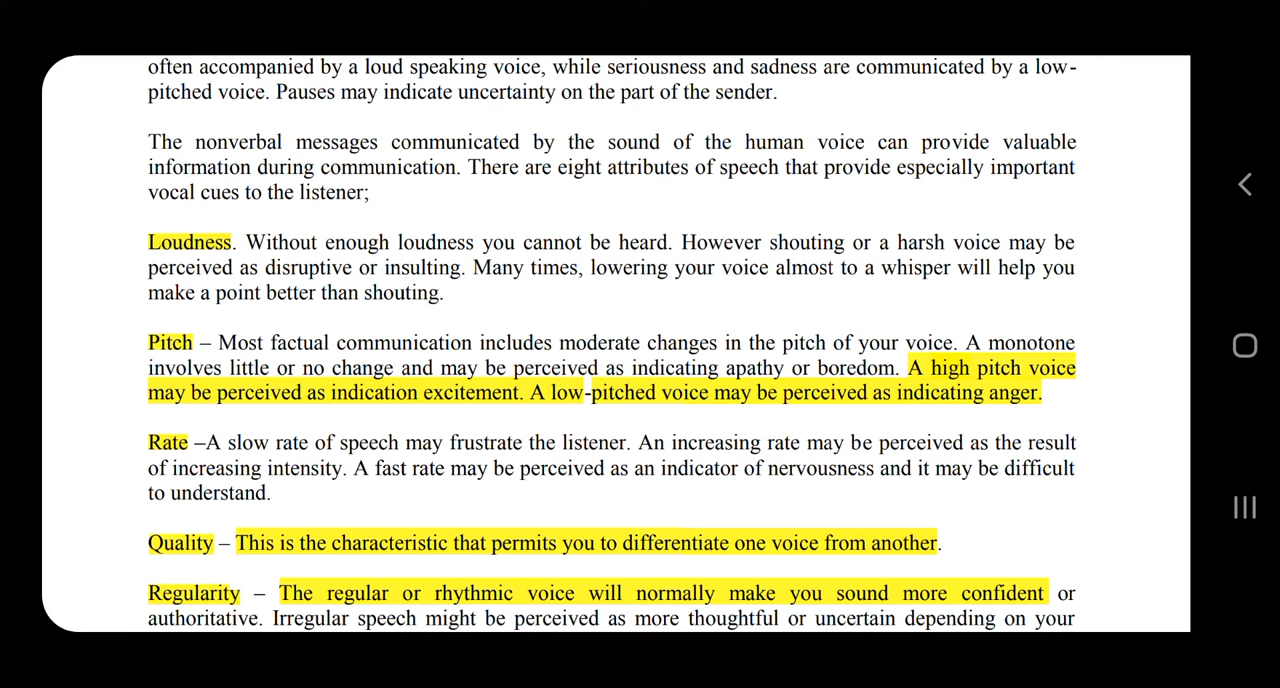 often accompanied by a loud speaking voice, while seriousness and sadness are communicated by a low-
pitched voice. Pauses may indicate uncertainty on the part of the sender.
The nonverbal messages communicated by the sound of the human voice can provide valuable
information during communication. There are eight attributes of speech that provide especially important
vocal cues to the listener;
Loudness. Without enough loudness you cannot be heard. However shouting or a harsh voice may be
perceived as disruptive or insulting. Many times, lowering your voice almost to a whisper will help you
make a point better than shouting.
Pitch – Most factual communication includes moderate changes in the pitch of your voice. A monotone
involves little or no change and may be perceived as indicating apathy or boredom. A high pitch voice
may be perceived as indication excitement. A low-pitched voice may be perceived as indicating anger.
Rate –A slow rate of speech may frustrate the listener. An increasing rate may be perceived as the result
of increasing intensity. A fast rate may be perceived as an indicator of nervousness and it may be difficult
to understand.
Quality – This is the characteristic that permits you to differentiate one voice from another.
Regularity – The regular or rhythmic voice will normally make you sound more confident or
authoritative. Irregular speech might be perceived as more thoughtful or uncertain depending on your